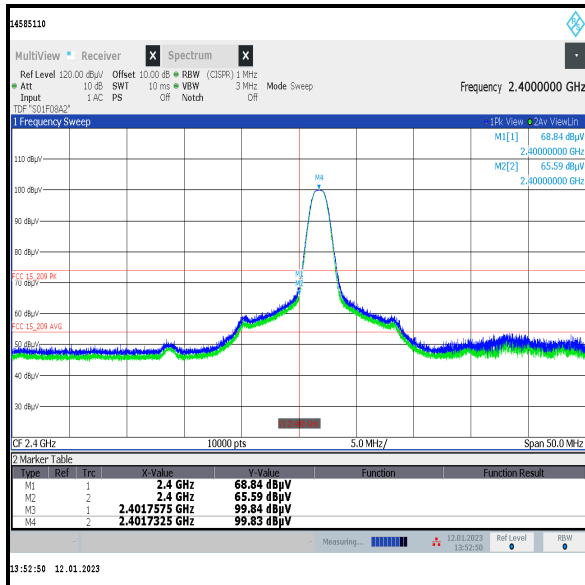 14585110
MultiView Receiver X Spectrum X
Ref Level 120.00 dBµV Offset 10.00 dB RBW (CISPR) 1 MHz
Att 10 dB SWT 10 ms VBW 3 MHz Mode Sweep Frequency 2.4000000 GHz
Input 1 AC PS Off Notch Off
TDF "S01F08A2"
1 Frequency Sweep 1Pk View 2Av ViewLin
M1[1] 68.84 dBµV
2.40000000 GHz
M2[2] 65.59 dBµV
2.40000000 GHz
110 dBµV
M4
100 dBµV
90 dBµV
80 dBµV
FCC 15_209 PK
70 dBµV
60 dBµV
FCC 15_209 AVG
50 dBµV
40 dBµV
30 dBµV
CF 2.4 GHz 10000 pts 5.0 MHz/ Span 50.0 MHz
2 Marker Table
Type Ref Trc X-Value Y-Value Function Function Result
M1 1 2.4 GHz 68.84 dBµV
M2 2 2.4 GHz 65.59 dBµV
M3 1 2.4017575 GHz 99.84 dBµV
M4 2 2.4017325 GHz 99.83 dBµV
Measuring... 12.01.2023 13:52:50 Ref Level RBW
13:52:50 12.01.2023